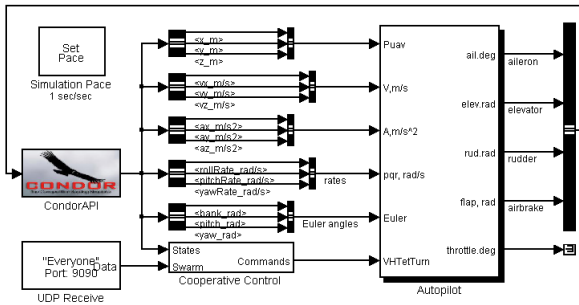 Set
Pace
Simulation Pace
1 sec/sec
CONDOR
CondorAPI
"Everyone"
Port: 9090
Data
UDP Receive
<x_m>
<y_m>
<z_m>
<vx_m/s>
<vy_m/s>
<vz_m/s>
<ax_m/s2>
<ay_m/s2>
<az_m/s2>
<rollRate_rad/s>
<pitchRate_rad/s>
<yawRate_rad/s>
rates
<bank_rad>
<pitch_rad>
<yaw_rad>
Euler angles
States
Swarm
Commands
Cooperative Control
Puav
V,m/s
A,m/s^2
pqr, rad/s
Euler
VHTetTurn
ail.deg
elev.rad
rud.rad
flap, rad
throttle.deg
Autopilot
aileron
elevator
rudder
airbrake